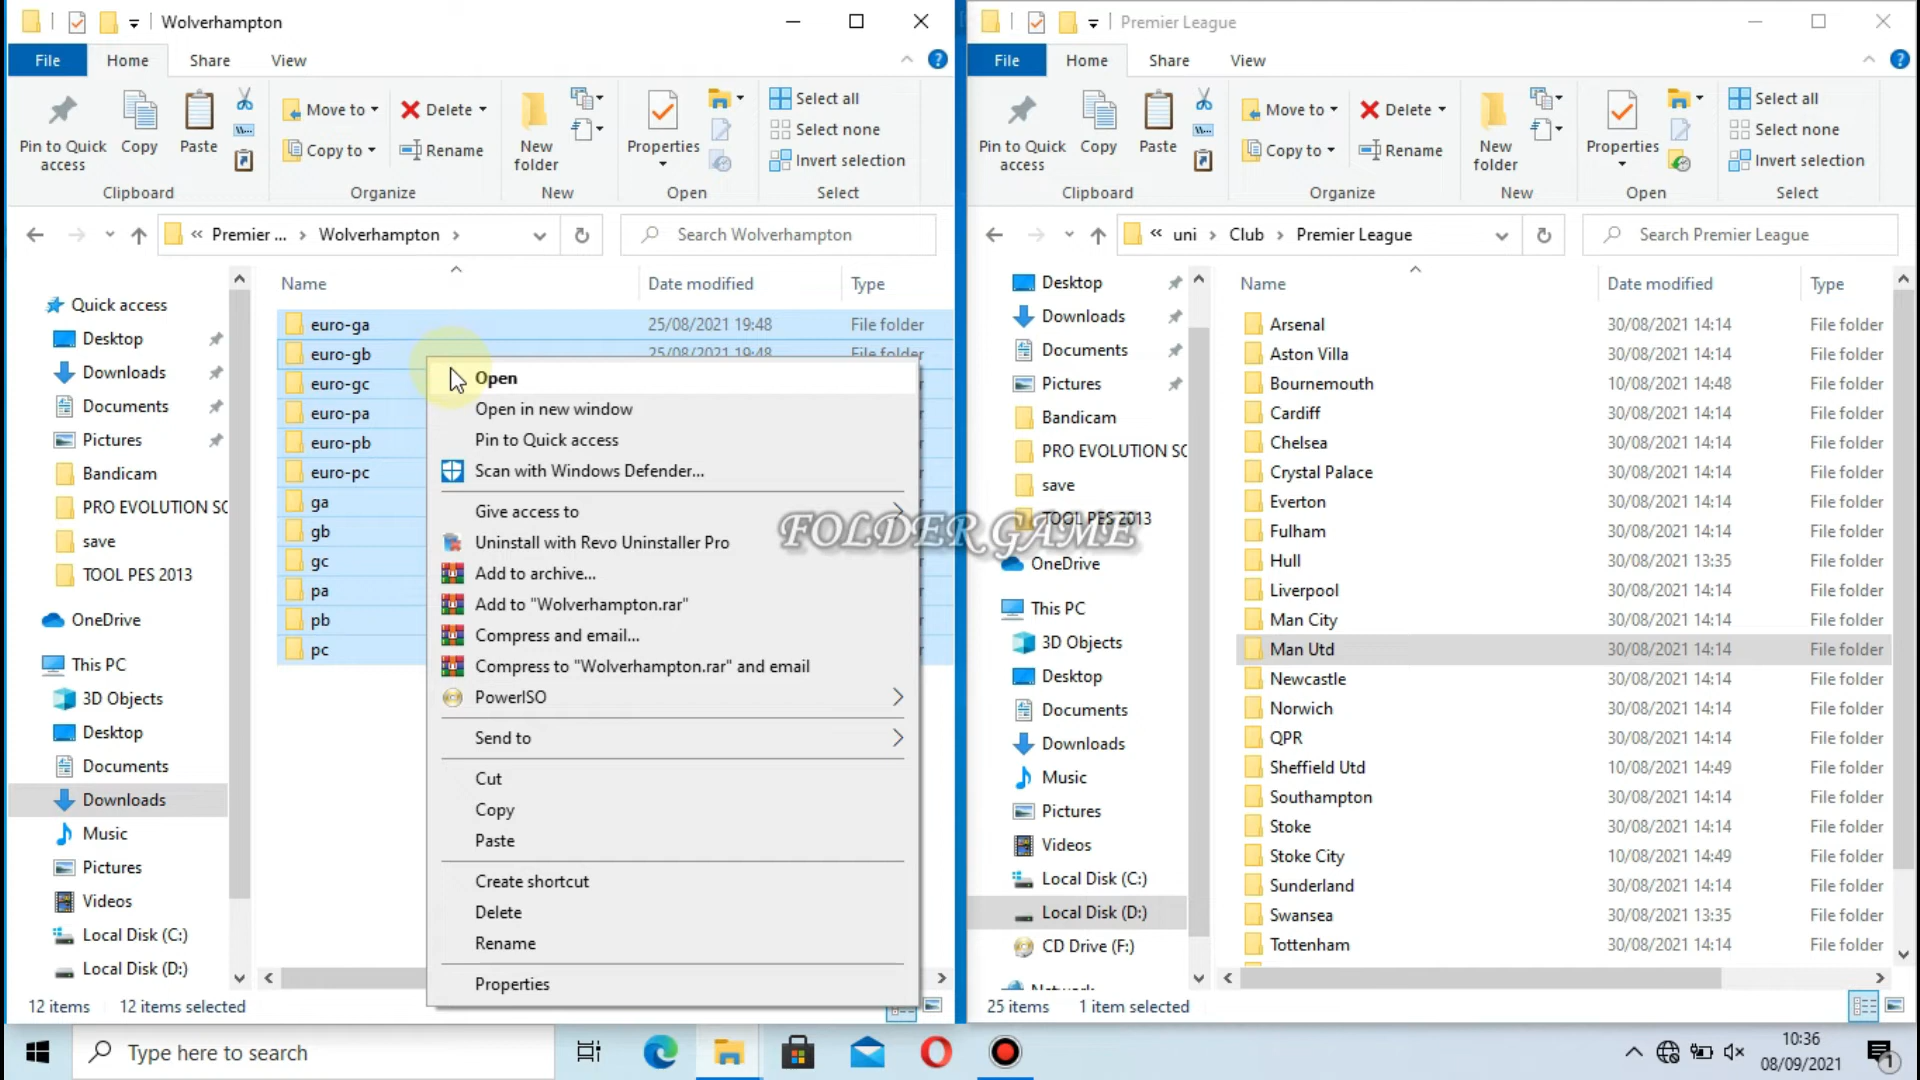 Wolverhampton
File
Home
Share
View
Pin to Quick access
Copy
Paste
Move to
Copy to
Delete
Rename
New folder
Properties
Select all
Select none
Invert selection
Clipboard
Organize
New
Open
Select
« Premier ... › Wolverhampton ›
Search Wolverhampton
Name
Date modified
Type
Quick access
Desktop
Downloads
Documents
Pictures
Bandicam
PRO EVOLUTION SC
save
TOOL PES 2013
OneDrive
This PC
3D Objects
Desktop
Documents
Downloads
Music
Pictures
Videos
Local Disk (C:)
Local Disk (D:)
euro-ga 25/08/2021 19:48 File folder
euro-gb 25/08/2021 19:48 File folder
euro-gc
euro-pa
euro-pb
euro-pc
ga
gb
gc
pa
pb
pc
Open
Open in new window
Pin to Quick access
Scan with Windows Defender...
Give access to
Uninstall with Revo Uninstaller Pro
Add to archive...
Add to "Wolverhampton.rar"
Compress and email...
Compress to "Wolverhampton.rar" and email
PowerISO
Send to
Cut
Copy
Paste
Create shortcut
Delete
Rename
Properties
12 items 12 items selected
FOLDER GAME
Premier League
File
Home
Share
View
Pin to Quick access
Copy
Paste
Move to
Copy to
Delete
Rename
New folder
Properties
Select all
Select none
Invert selection
Clipboard
Organize
New
Open
Select
« uni › Club › Premier League
Search Premier League
Name
Date modified
Type
Desktop
Downloads
Documents
Pictures
Bandicam
PRO EVOLUTION SC
save
TOOL PES 2013
OneDrive
This PC
3D Objects
Desktop
Documents
Downloads
Music
Pictures
Videos
Local Disk (C:)
Local Disk (D:)
CD Drive (F:)
Network
Arsenal 30/08/2021 14:14 File folder
Aston Villa 30/08/2021 14:14 File folder
Bournemouth 10/08/2021 14:48 File folder
Cardiff 30/08/2021 14:14 File folder
Chelsea 30/08/2021 14:14 File folder
Crystal Palace 30/08/2021 14:14 File folder
Everton 30/08/2021 14:14 File folder
Fulham 30/08/2021 14:14 File folder
Hull 30/08/2021 13:35 File folder
Liverpool 30/08/2021 14:14 File folder
Man City 30/08/2021 14:14 File folder
Man Utd 30/08/2021 14:14 File folder
Newcastle 30/08/2021 14:14 File folder
Norwich 30/08/2021 14:14 File folder
QPR 30/08/2021 14:14 File folder
Sheffield Utd 10/08/2021 14:49 File folder
Southampton 30/08/2021 14:14 File folder
Stoke 30/08/2021 14:14 File folder
Stoke City 10/08/2021 14:49 File folder
Sunderland 30/08/2021 14:14 File folder
Swansea 30/08/2021 13:35 File folder
Tottenham 30/08/2021 14:14 File folder
25 items 1 item selected
Type here to search
10:36
08/09/2021
1